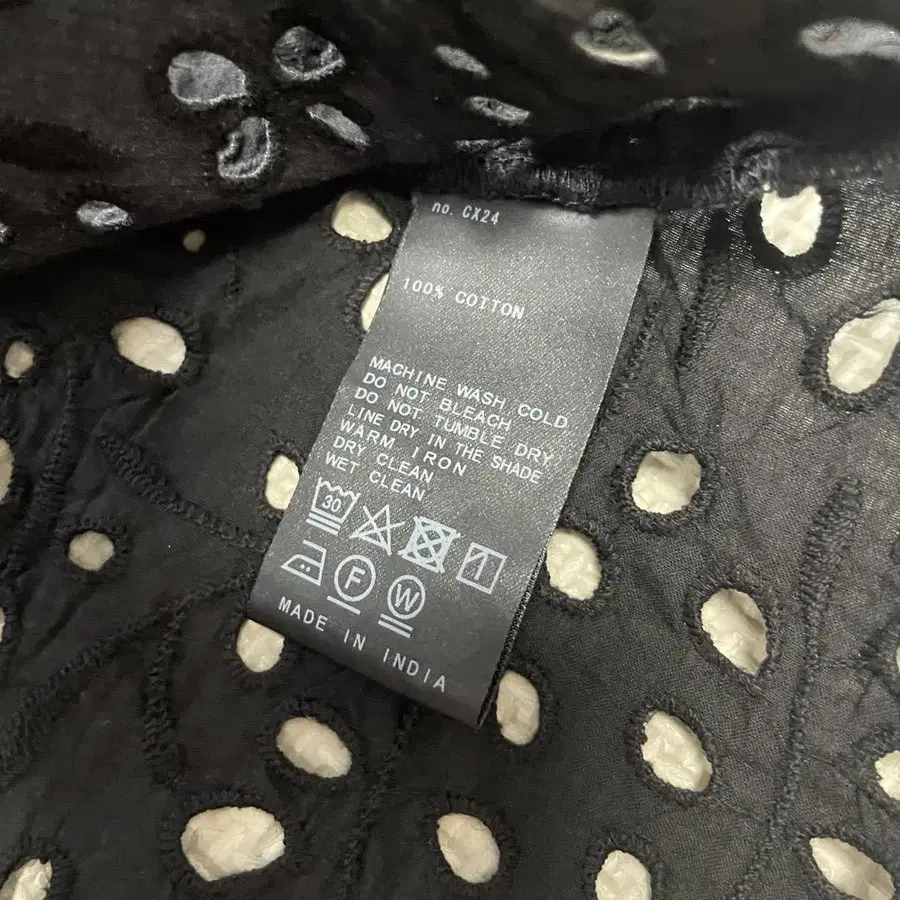 no. CX24
100% COTTON
MACHINE WASH COLD
DO NOT BLEACH
DO NOT TUMBLE DRY
LINE DRY IN THE SHADE
WARM IRON
DRY CLEAN
WET CLEAN
30
F W
MADE IN INDIA